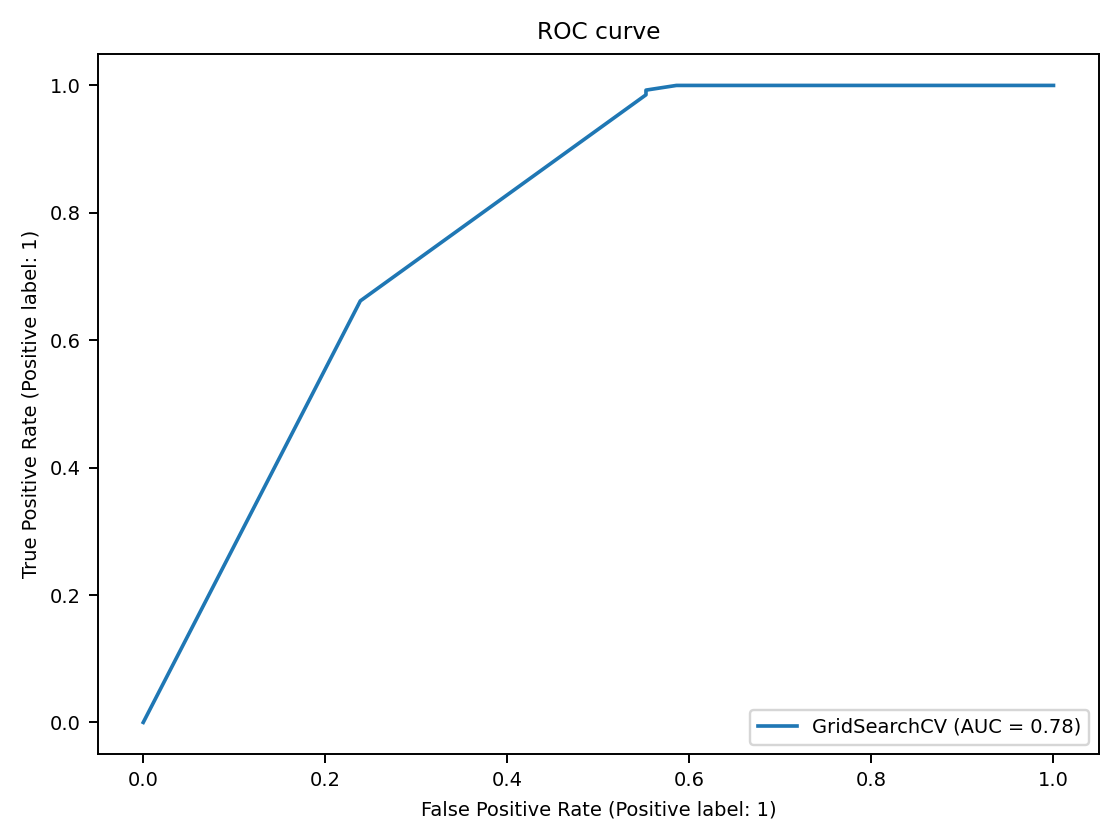 ROC curve
True Positive Rate (Positive label: 1)
1.0
0.8
0.6
0.4
0.2
0.0
GridSearchCV (AUC = 0.78)
0.0 0.2 0.4 0.6 0.8 1.0
False Positive Rate (Positive label: 1)